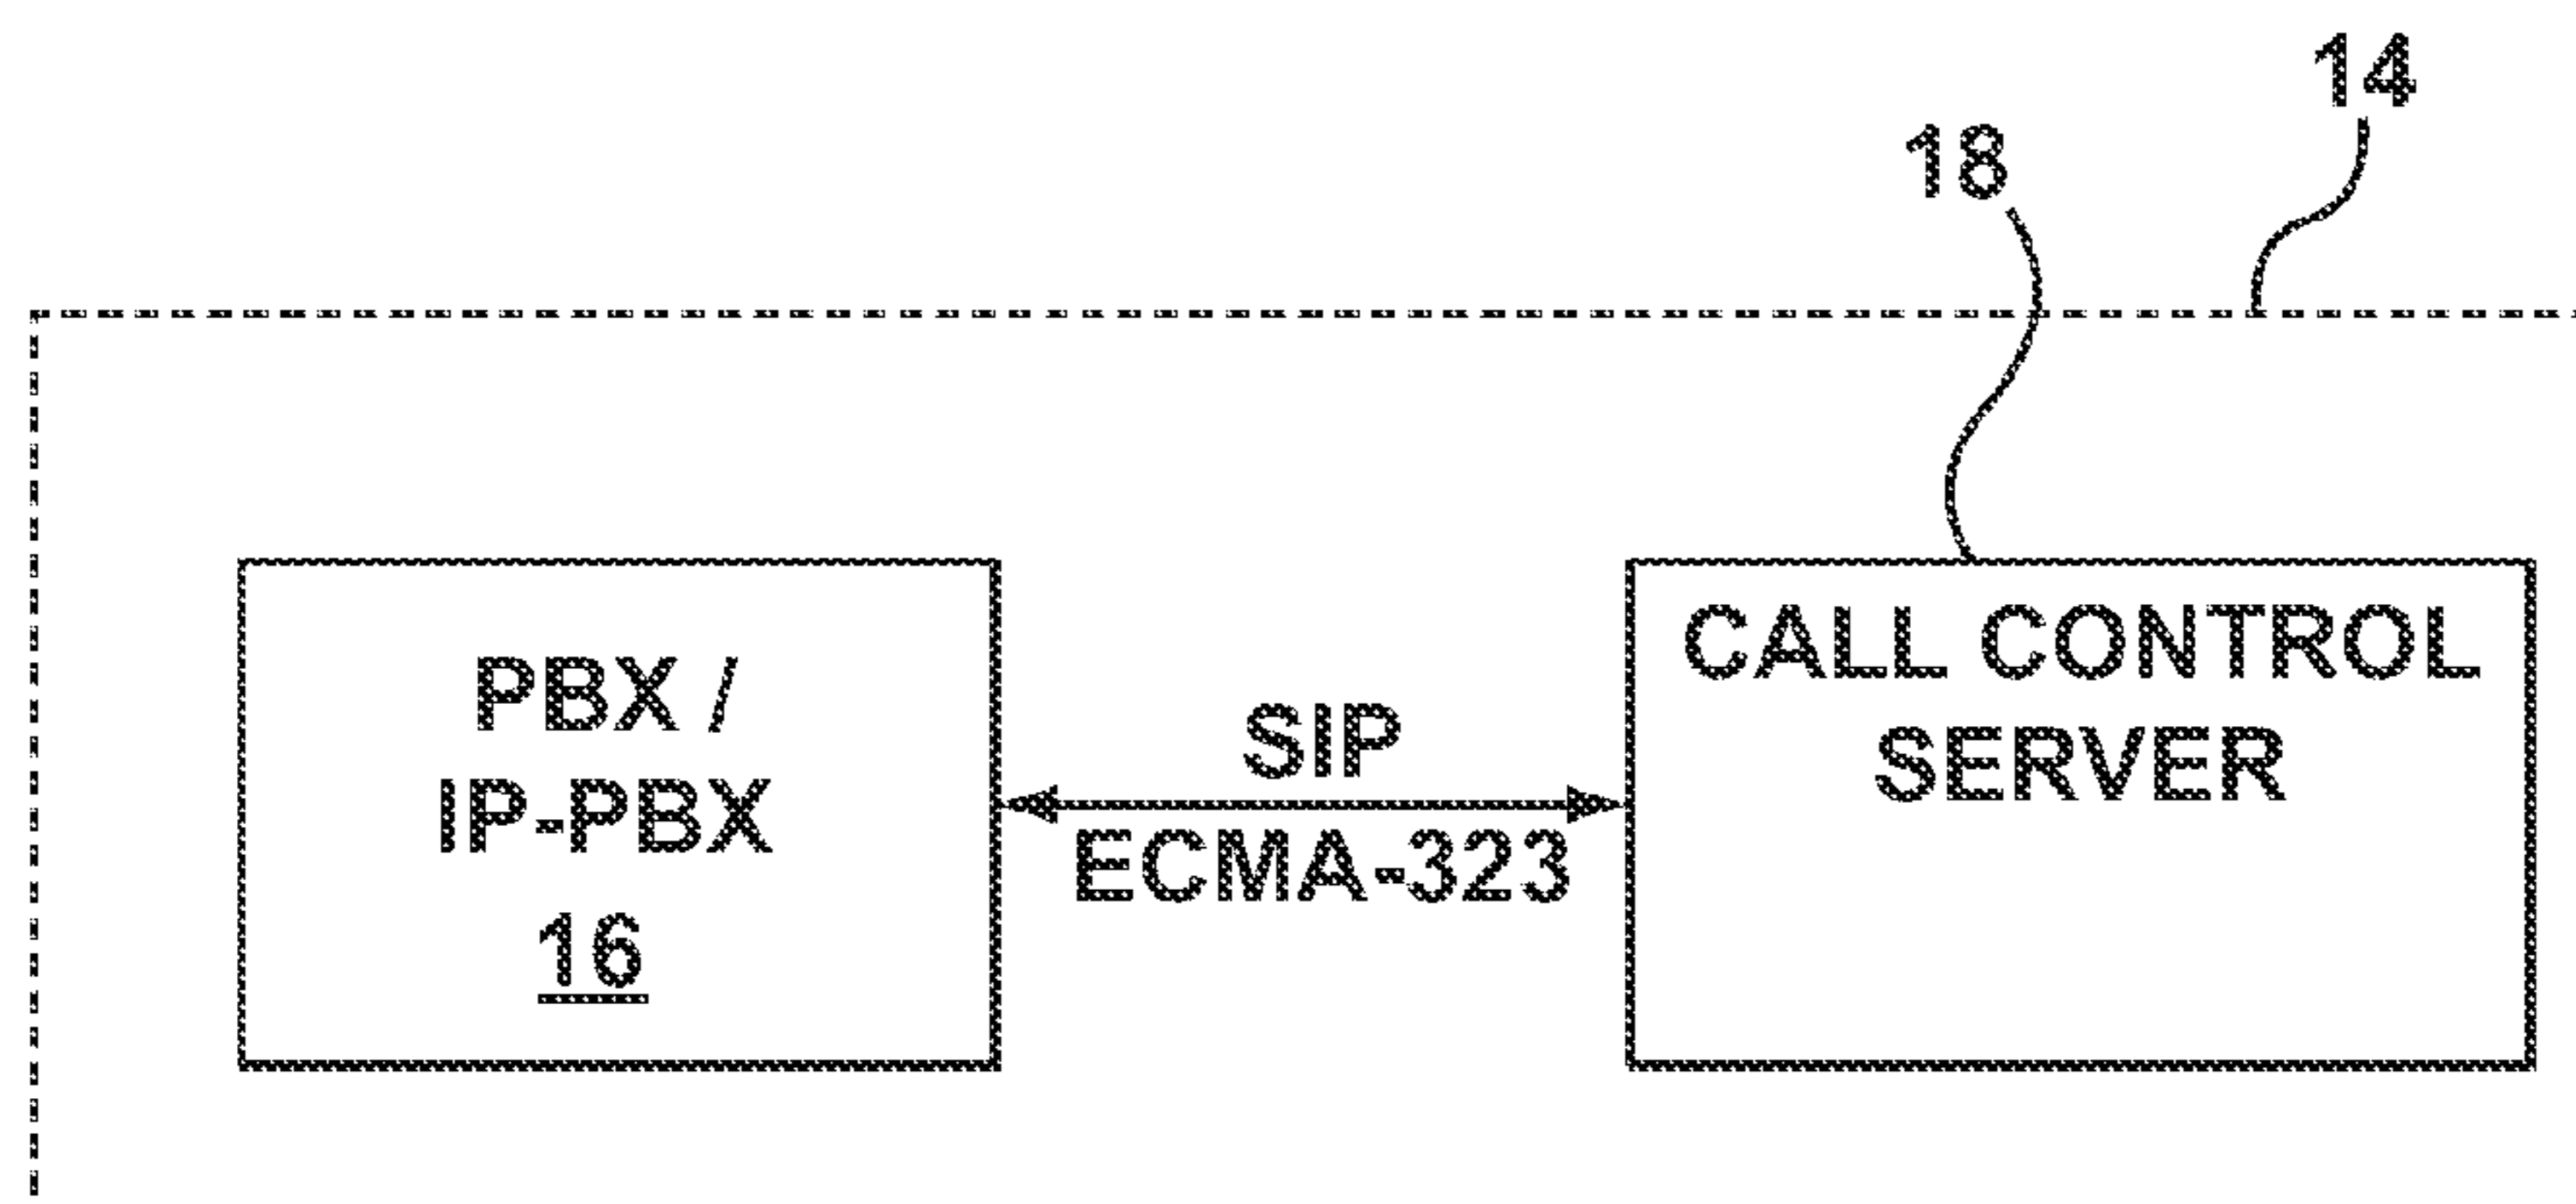 14
18
PBX /
IP-PBX
16
SIP
ECMA-323
CALL CONTROL
SERVER